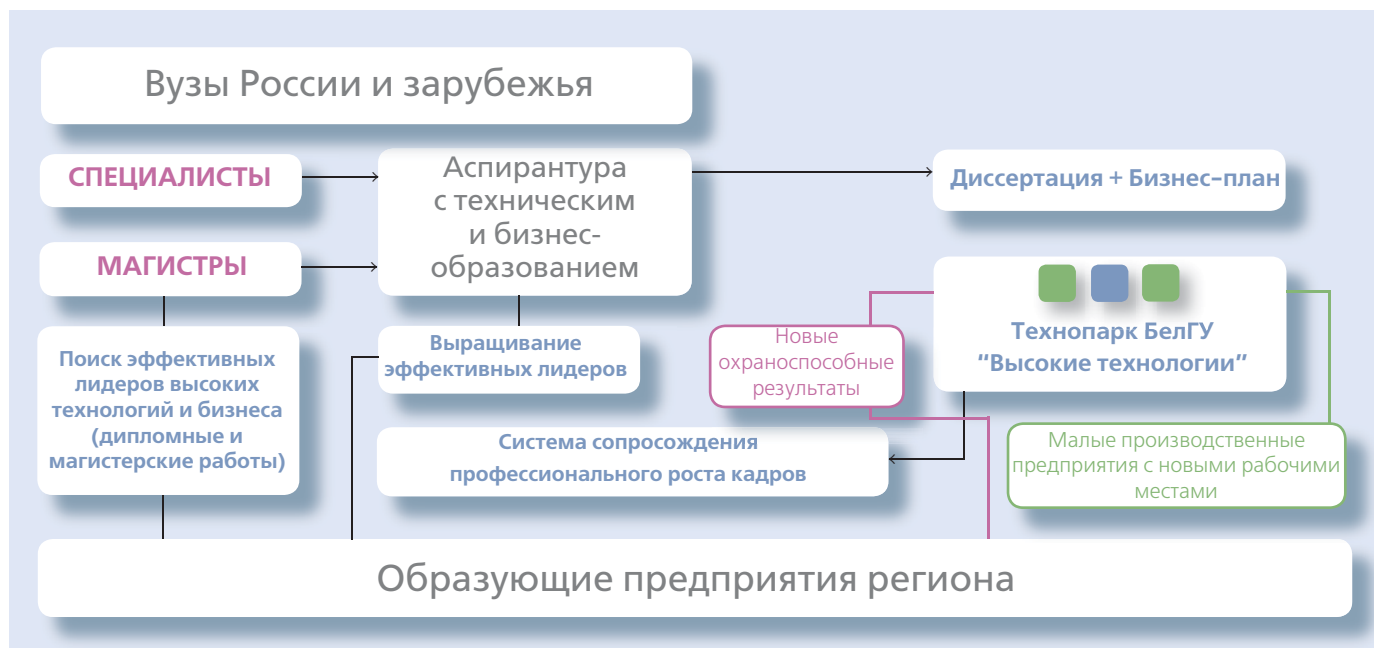 Вузы России и зарубежья
СПЕЦИАЛИСТЫ
МАГИСТРЫ
Аспирантура
с техническим
и бизнес-
образованием
Диссертация + Бизнес-план
Поиск эффективных
лидеров высоких
технологий и бизнеса
(дипломные и
магистерские работы)
Выращивание
эффективных лидеров
Новые
охраноспособные
результаты
Технопарк БелГУ
“Высокие технологии”
Система сопросождения
профессионального роста кадров
Малые производственные
предприятия с новыми рабочими
местами
Образующие предприятия региона